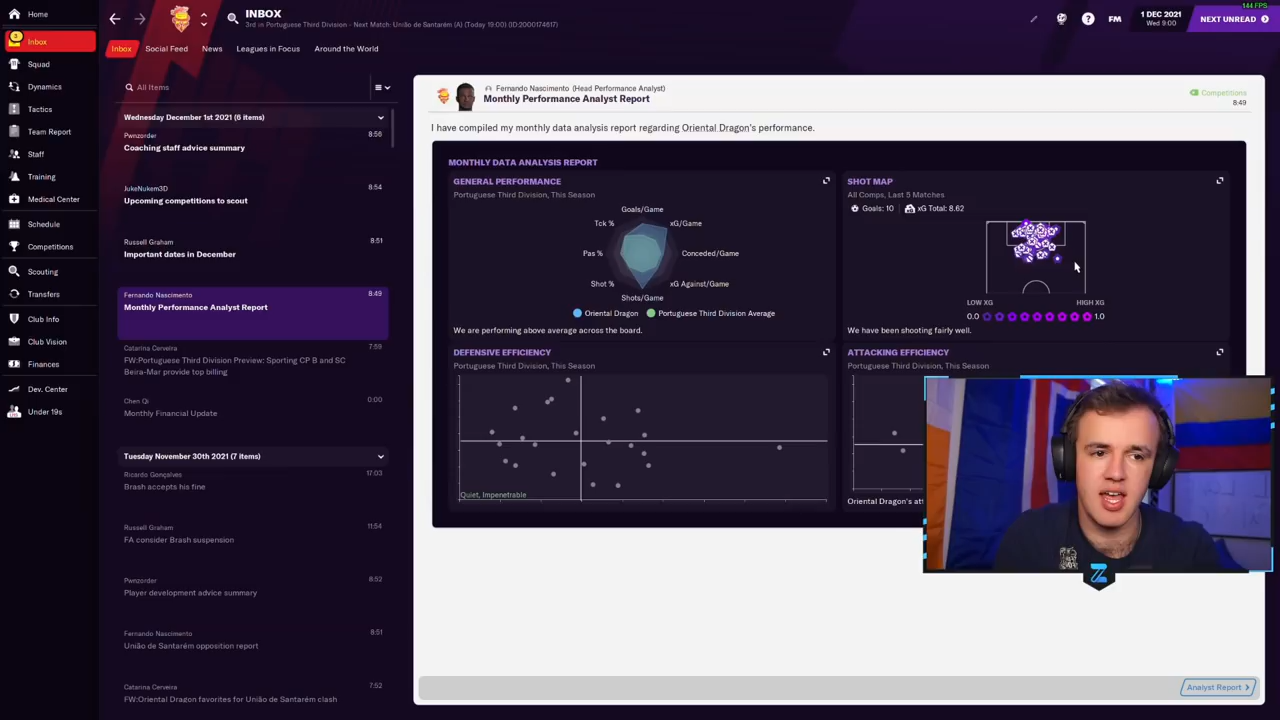 144 FPS
Home
INBOX
3rd in Portuguese Third Division - Next Match: União de Santarém (A) (Today 19:00) (ID:2000174617)
FM
1 DEC 2021
Wed 9:00
NEXT UNREAD
3
Inbox
Squad
Dynamics
Tactics
Team Report
Staff
Training
Medical Center
Schedule
Competitions
Scouting
Transfers
Club Info
Club Vision
Finances
Dev. Center
Under 19s
Inbox
Social Feed
News
Leagues in Focus
Around the World
All Items
Wednesday December 1st 2021 (6 items)
Pwnzorder
8:56
Coaching staff advice summary
JukeNukem3D
8:54
Upcoming competitions to scout
Russell Graham
8:51
Important dates in December
Fernando Nascimento
8:49
Monthly Performance Analyst Report
Catarina Cerveira
7:59
FW:Portuguese Third Division Preview: Sporting CP B and SC
Beira-Mar provide top billing
Chen Qi
0:00
Monthly Financial Update
Tuesday November 30th 2021 (7 items)
Ricardo Gonçalves
17:03
Brash accepts his fine
Russell Graham
11:54
FA consider Brash suspension
Pwnzorder
8:52
Player development advice summary
Fernando Nascimento
8:51
União de Santarém opposition report
Catarina Cerveira
7:52
FW:Oriental Dragon favorites for União de Santarém clash
Fernando Nascimento (Head Performance Analyst)
Monthly Performance Analyst Report
Competitions
8:49
I have compiled my monthly data analysis report regarding Oriental Dragon's performance.
MONTHLY DATA ANALYSIS REPORT
GENERAL PERFORMANCE
Portuguese Third Division, This Season
Goals/Game
Tck %
xG/Game
Pas %
Conceded/Game
Shot %
xG Against/Game
Shots/Game
Oriental Dragon
Portuguese Third Division Average
We are performing above average across the board.
SHOT MAP
All Comps, Last 5 Matches
Goals: 10
xG Total: 8.62
LOW XG
HIGH XG
0.0
1.0
We have been shooting fairly well.
DEFENSIVE EFFICIENCY
Portuguese Third Division, This Season
Quiet, Impenetrable
ATTACKING EFFICIENCY
Portuguese Third Division, This Season
Oriental Dragon's att
Z
Analyst Report